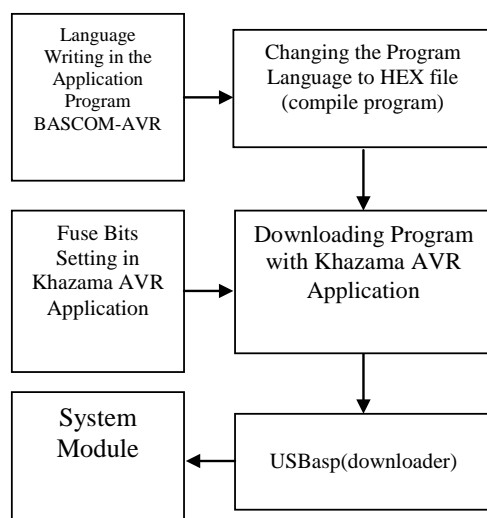 Language
Writing in the
Application
Program
BASCOM-AVR
Changing the Program
Language to HEX file
(compile program)
Fuse Bits
Setting in
Khazama AVR
Application
Downloading Program
with Khazama AVR
Application
System
Module
USBasp(downloader)